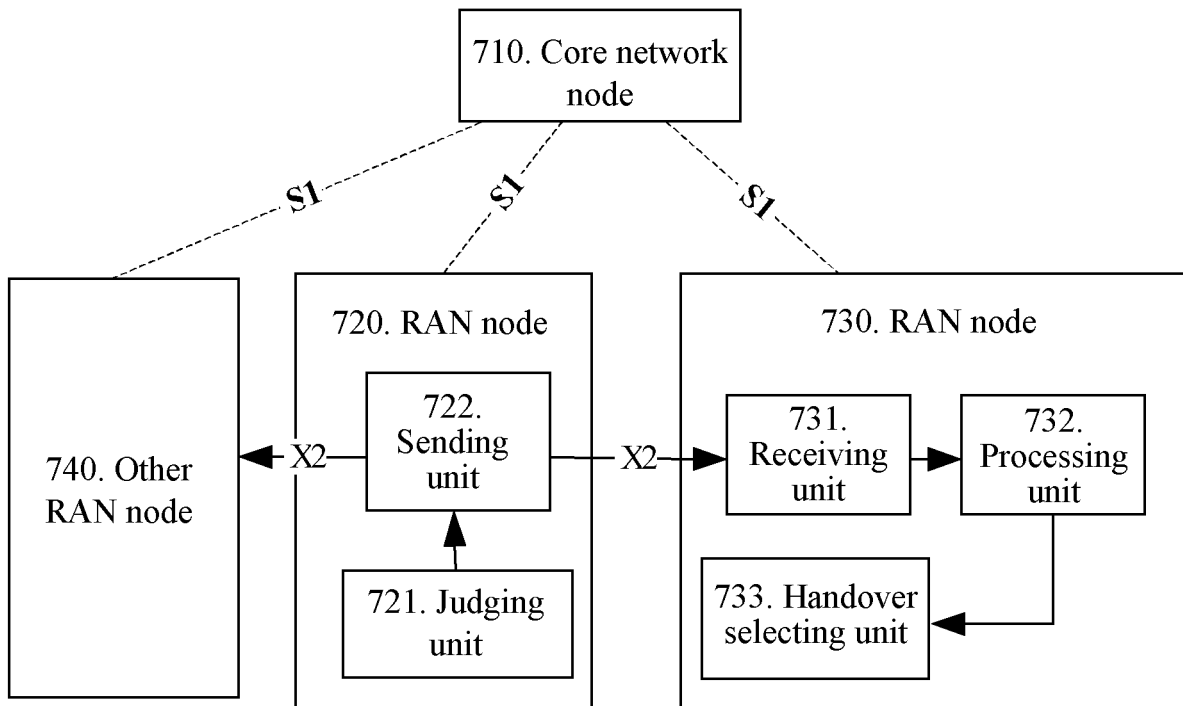 710. Core network
node
S1
S1
S1
720. RAN node
730. RAN node
722.
Sending
unit
731.
Receiving
unit
732.
Processing
unit
X2
X2
740. Other
RAN node
721. Judging
unit
733. Handover
selecting unit